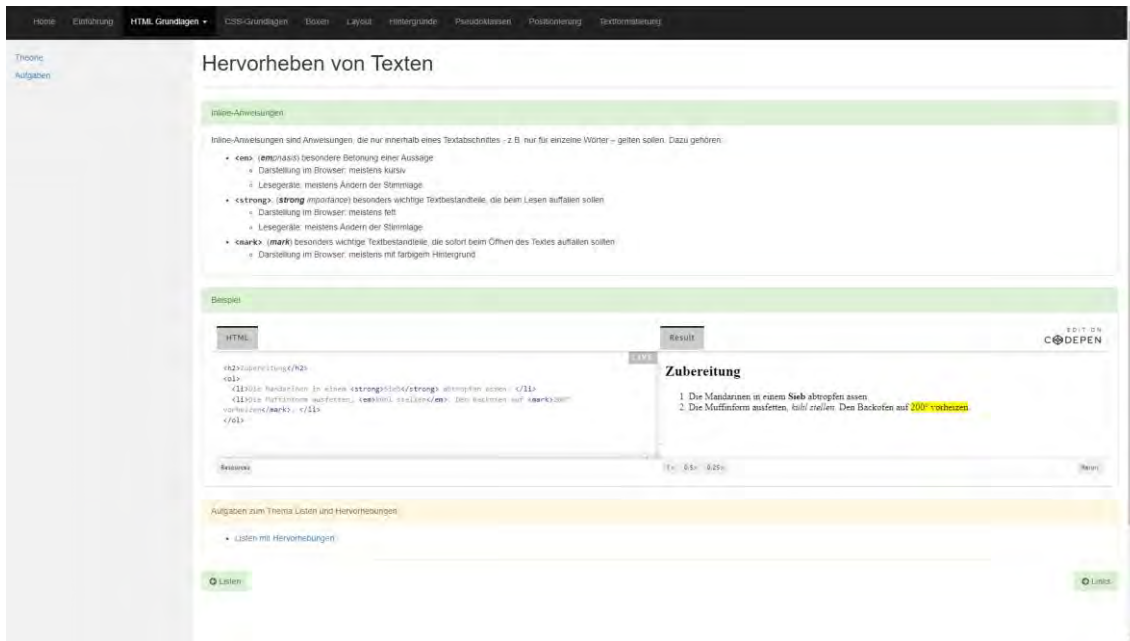 Home Einführung HTML Grundlagen CSS-Grundlagen Boxen Layout Hintergründe Pseudoklassen Positionierung Textformatierung
Theorie
Aufgaben
Hervorheben von Texten
Inline-Anweisungen
Inline-Anweisungen sind Anweisungen, die nur innerhalb eines Textabschnittes - z.B. nur für einzelne Wörter – gelten sollen. Dazu gehören:
<em> (emphasis) besondere Betonung einer Aussage
Darstellung im Browser: meistens kursiv
Lesegeräte: meistens Ändern der Stimmlage
<strong> (strong importance) besonders wichtige Textbestandteile, die beim Lesen auffallen sollen
Darstellung im Browser: meistens fett
Lesegeräte: meistens Ändern der Stimmlage
<mark> (mark) besonders wichtige Textbestandteile, die sofort beim Öffnen des Textes auffallen sollten
Darstellung im Browser: meistens mit farbigem Hintergrund
Beispiel
HTML
Result
EDIT ON
CODEPEN
LIVE
<h2>Zubereitung</h2>
<ol>
<li>Die Mandarinen in einem <strong>Sieb</strong> abtropfen assen. </li>
<li>Die Muffinform ausfetten, <em>kühl stellen</em>. Den Backofen auf <mark>200°
vorheizen</mark>. </li>
</ol>
Zubereitung
1. Die Mandarinen in einem Sieb abtropfen assen.
2. Die Muffinform ausfetten, kühl stellen. Den Backofen auf 200° vorheizen.
Resources
1× 0.5× 0.25×
Rerun
Aufgaben zum Thema Listen und Hervorhebungen
Listen mit Hervorhebungen
Listen
Links